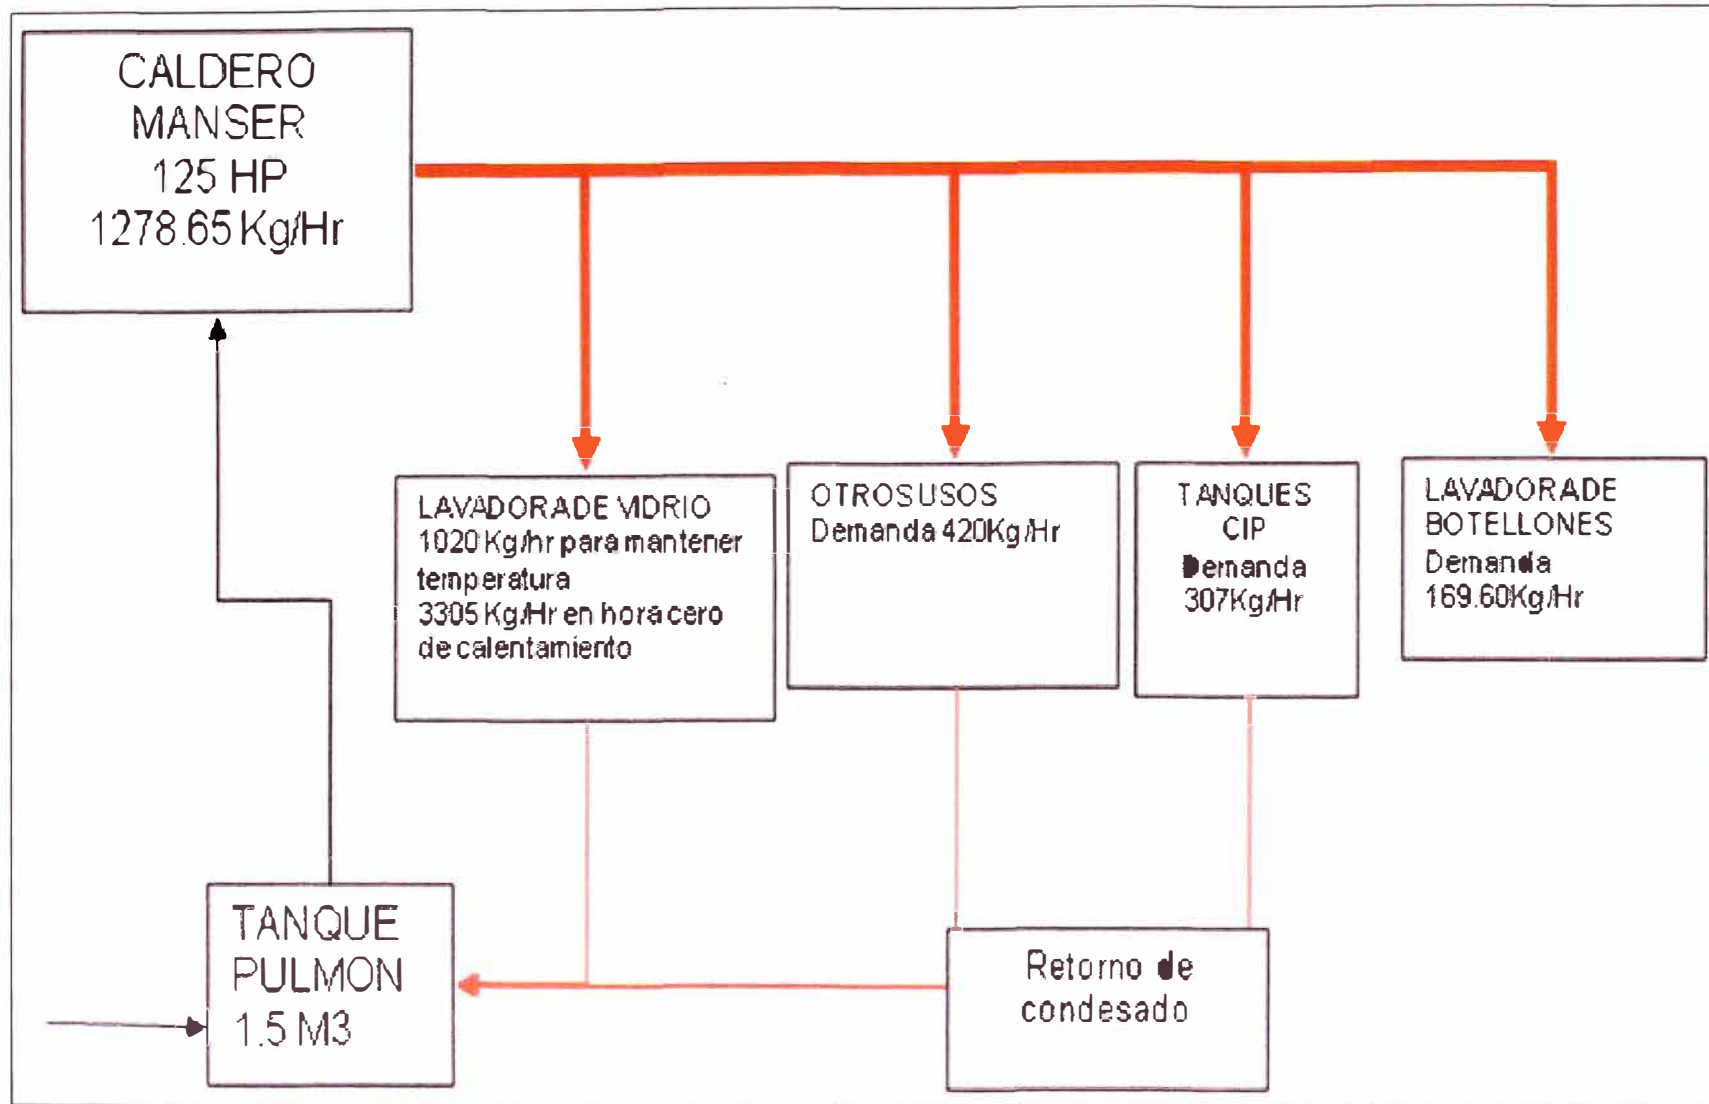 CALDERO
MANSER
125 HP
1278.65 Kg/Hr
LAVADORA DE VIDRIO
1020 Kg/hr para mantener
temperatura
3305 Kg/Hr en hora cero
de calentamiento
OTROS USOS
Demanda 420Kg/Hr
TANQUES
CIP
Demanda
307Kg/Hr
LAVADORA DE
BOTELLONES
Demanda
169.60Kg/Hr
TANQUE
PULMON
1.5 M3
Retorno de
condesado